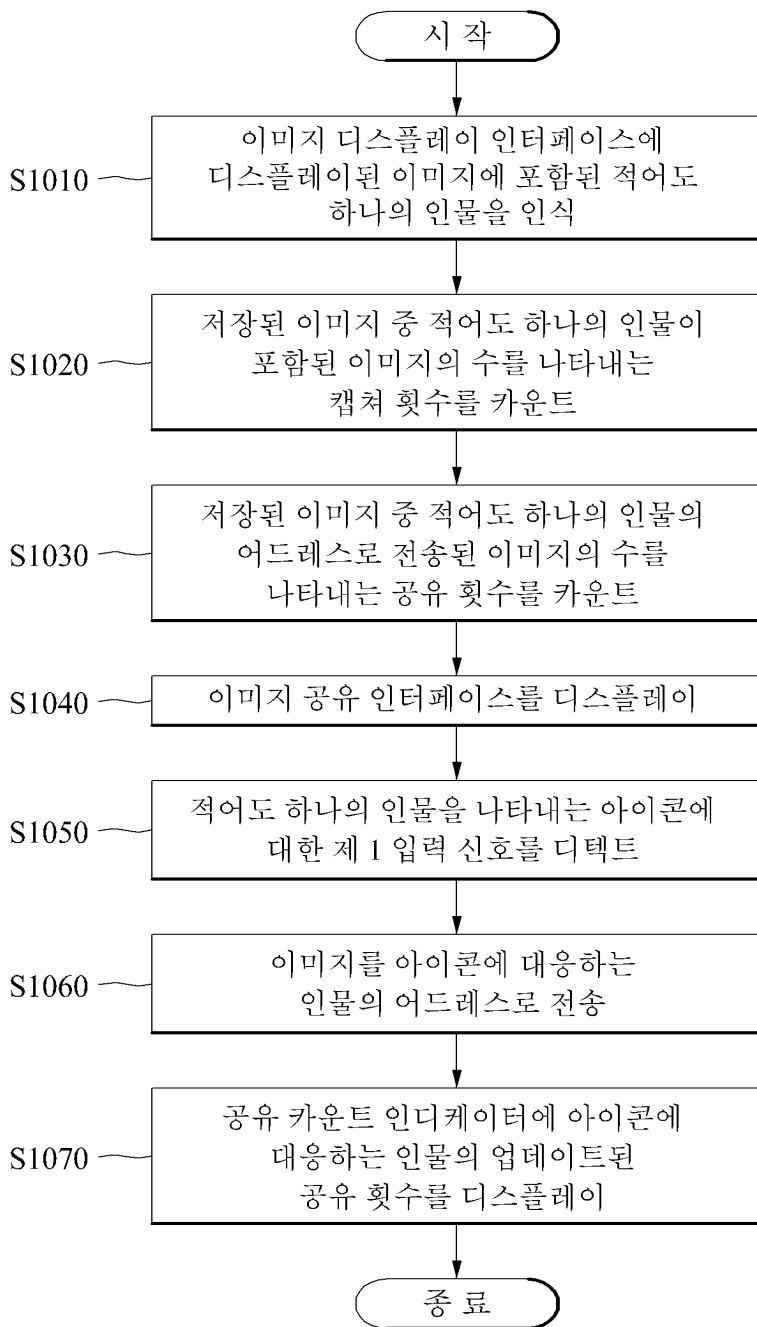 시 작
이미지 디스플레이 인터페이스에
S1010
디스플레이된 이미지에 포함된 적어도
하나의 인물을 인식
저장된 이미지 중 적어도 하나의 인물이
S1020
포함된 이미지의 수를 나타내는
캡쳐 횟수를 카운트
저장된 이미지 중 적어도 하나의 인물의
S1030
어드레스로 전송된 이미지의 수를
나타내는 공유 횟수를 카운트
S1040
이미지 공유 인터페이스를 디스플레이
S1050
적어도 하나의 인물을 나타내는 아이콘에
대한 제 1 입력 신호를 디텍트
S1060
이미지를 아이콘에 대응하는
인물의 어드레스로 전송
공유 카운트 인디케이터에 아이콘에
S1070
대응하는 인물의 업데이트된
공유 횟수를 디스플레이
종 료